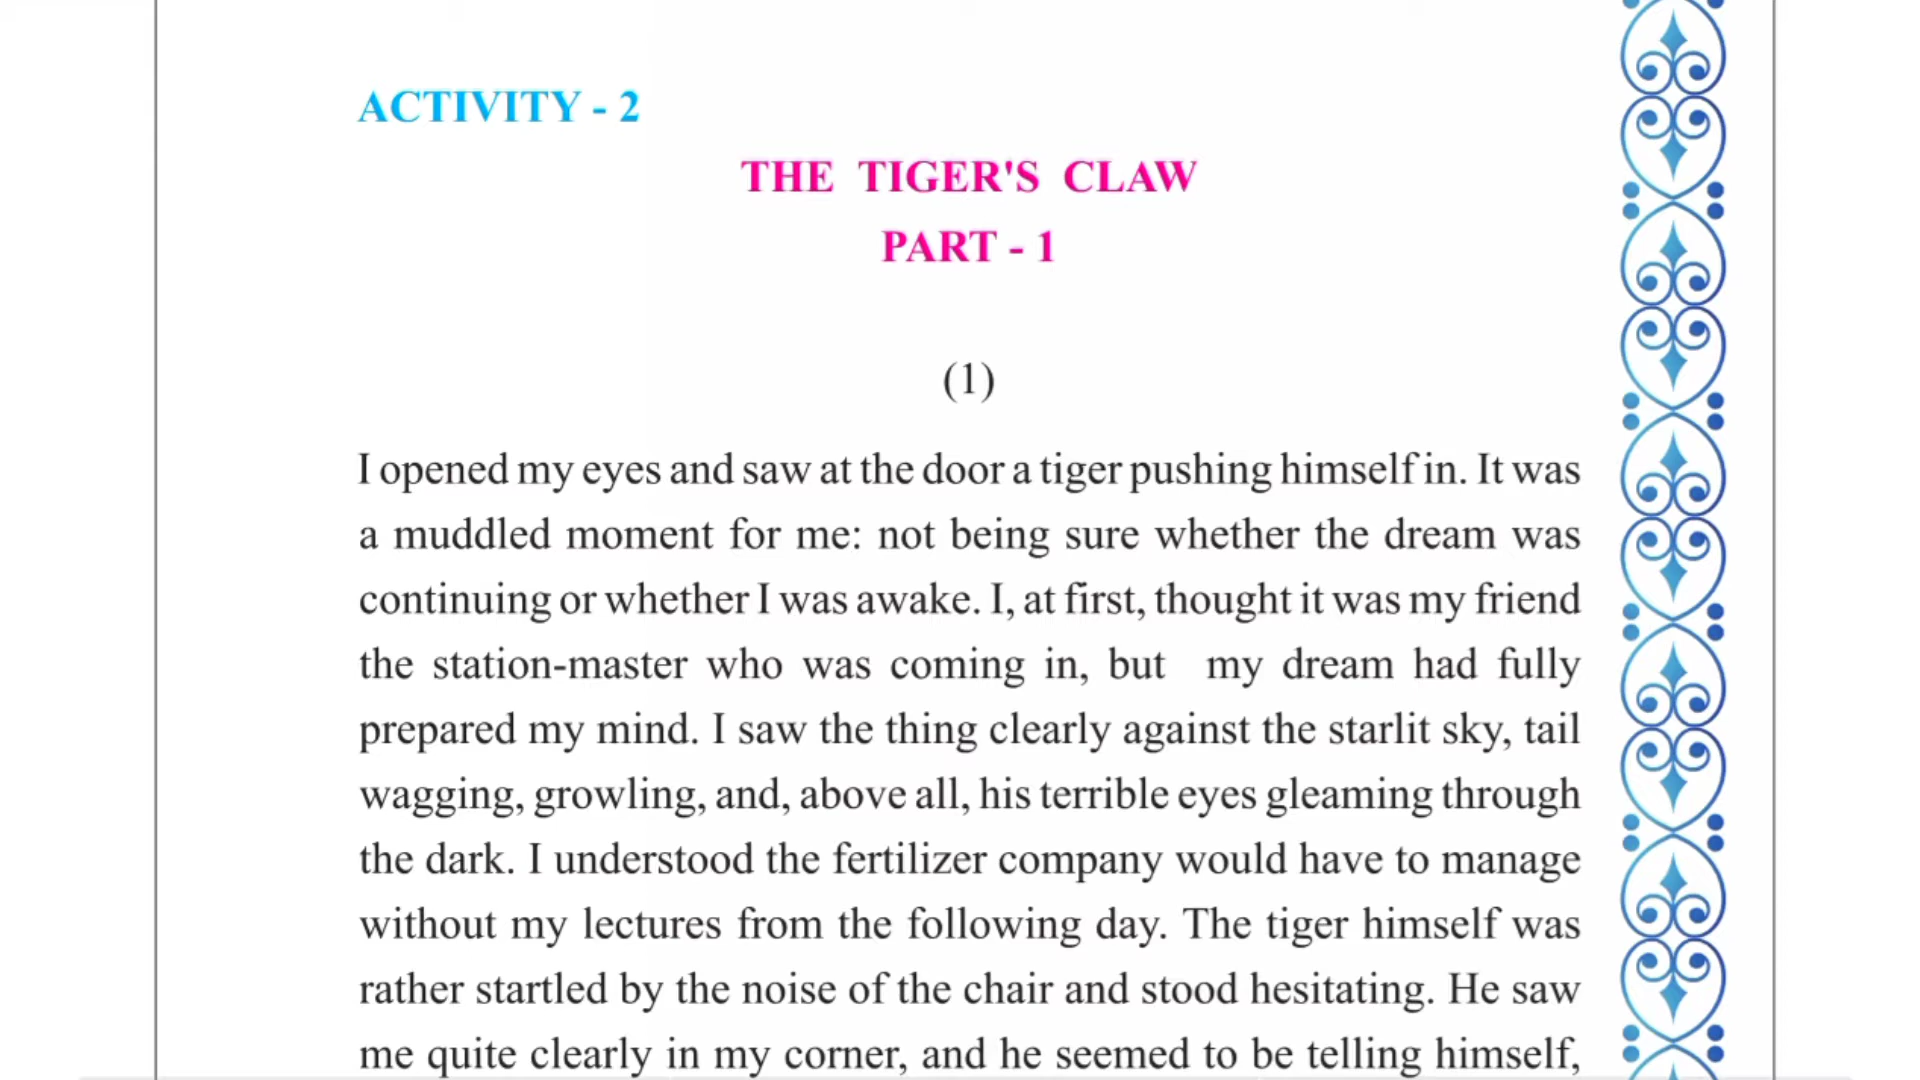 ACTIVITY - 2
THE TIGER'S CLAW
PART - 1
(1)
I opened my eyes and saw at the door a tiger pushing himself in. It was
a muddled moment for me: not being sure whether the dream was
continuing or whether I was awake. I, at first, thought it was my friend
the station-master who was coming in, but my dream had fully
prepared my mind. I saw the thing clearly against the starlit sky, tail
wagging, growling, and, above all, his terrible eyes gleaming through
the dark. I understood the fertilizer company would have to manage
without my lectures from the following day. The tiger himself was
rather startled by the noise of the chair and stood hesitating. He saw
me quite clearly in my corner, and he seemed to be telling himself,